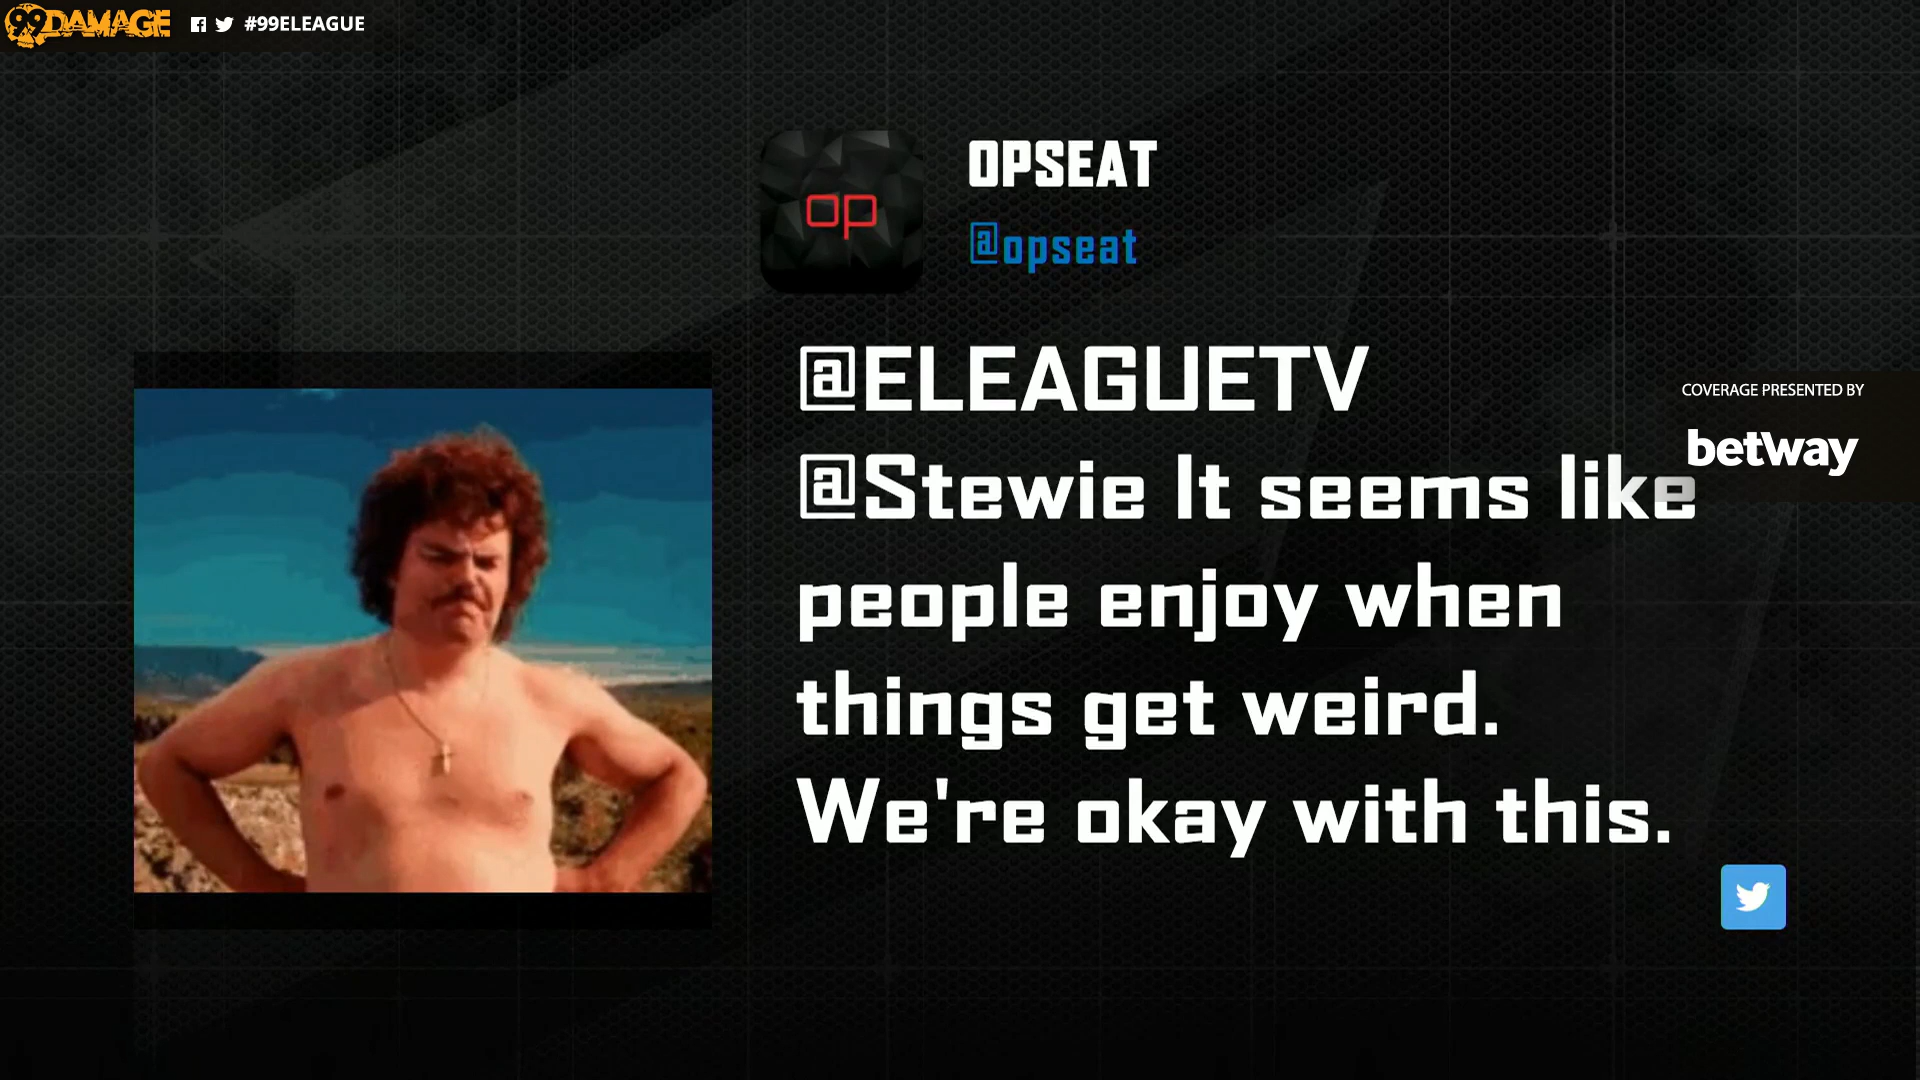 99DAMAGE #99ELEAGUE
op
OPSEAT
@opseat
@ELEAGUETV
@Stewie It seems like
people enjoy when
things get weird.
We're okay with this.
COVERAGE PRESENTED BY
betway